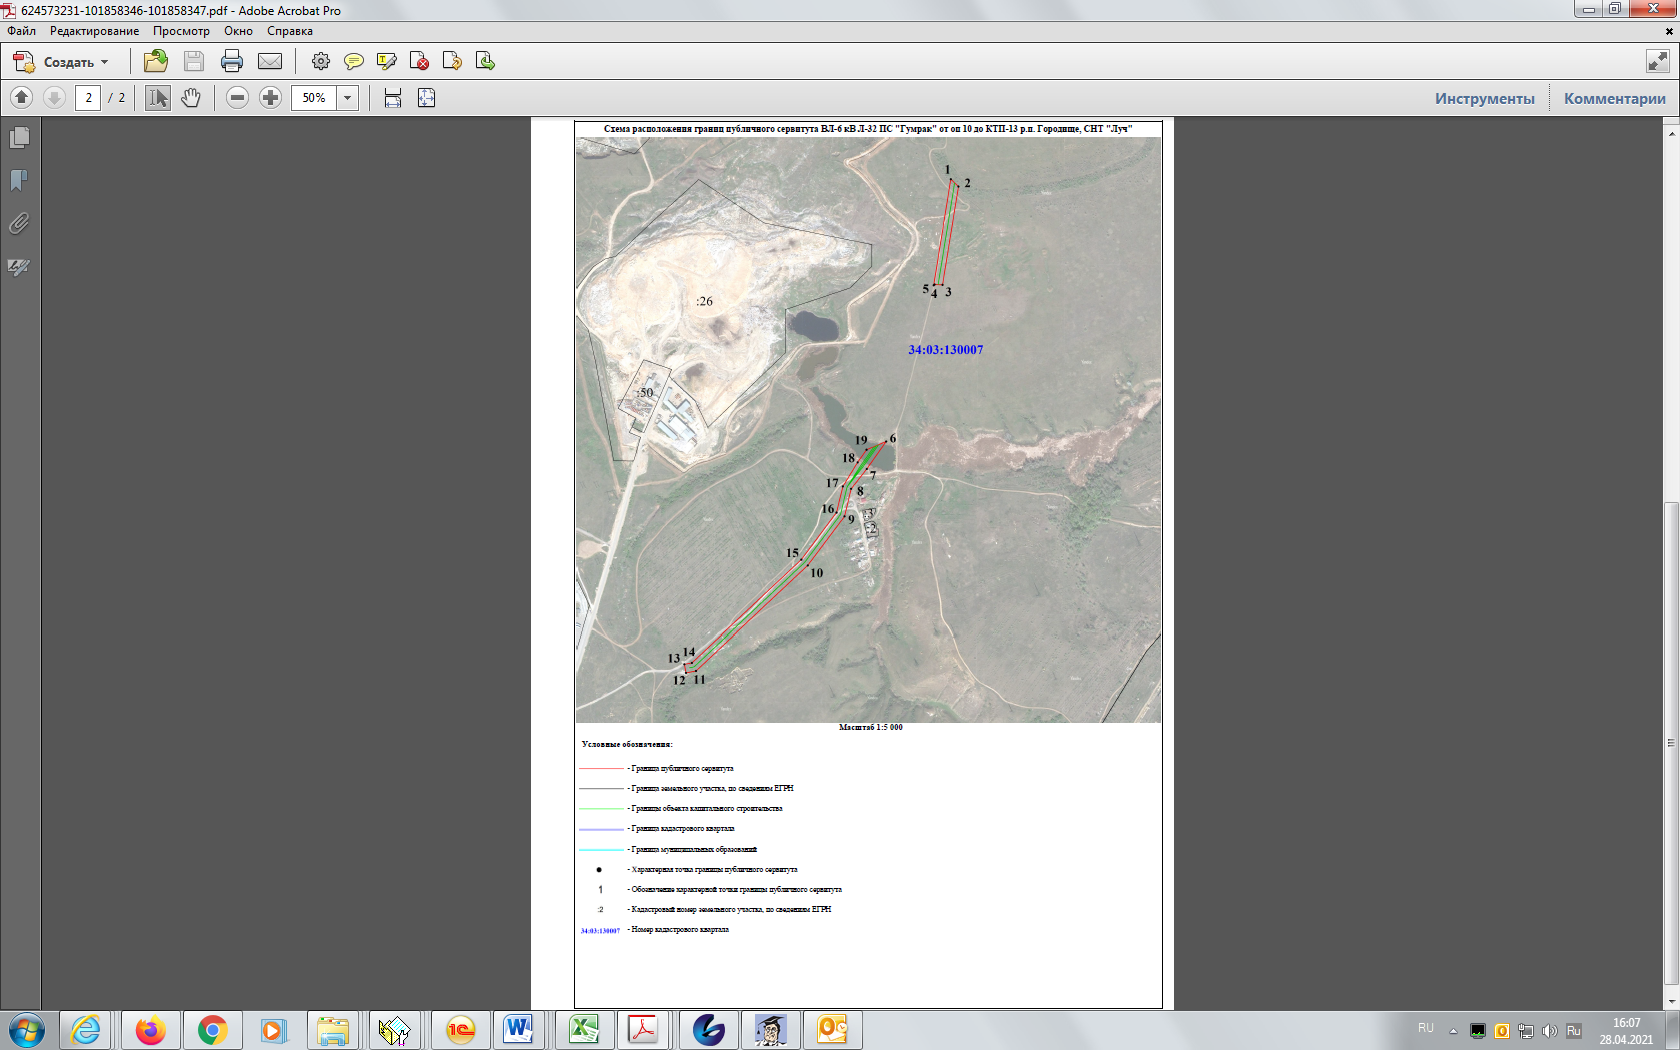 624573231-101858346-101858347.pdf - Adobe Acrobat Pro
Файл Редактирование Просмотр Окно Справка
Создать
2 / 2 50% Инструменты Комментарии
Схема расположения границ публичного сервитута ВЛ-6 кВ Л-32 ПС "Гумрак" от оп 10 до КТП-13 р.п. Городище, СНТ "Луч"
1
2
:26
5 4 3
34:03:130007
:50
19 6
18
7
17
8
16
9
:3
:2
15
10
14
13
12 11
Масштаб 1:5 000
Условные обозначения:
- Граница публичного сервитута
- Граница земельного участка, по сведениям ЕГРН
- Границы объекта капитального строительства
- Граница кадастрового квартала
- Граница муниципальных образований
- Характерная точка границы публичного сервитута
1 - Обозначение характерной точки границы публичного сервитута
:2 - Кадастровый номер земельного участка, по сведениям ЕГРН
34:03:130007 - Номер кадастрового квартала
RU Ru 16:07
28.04.2021